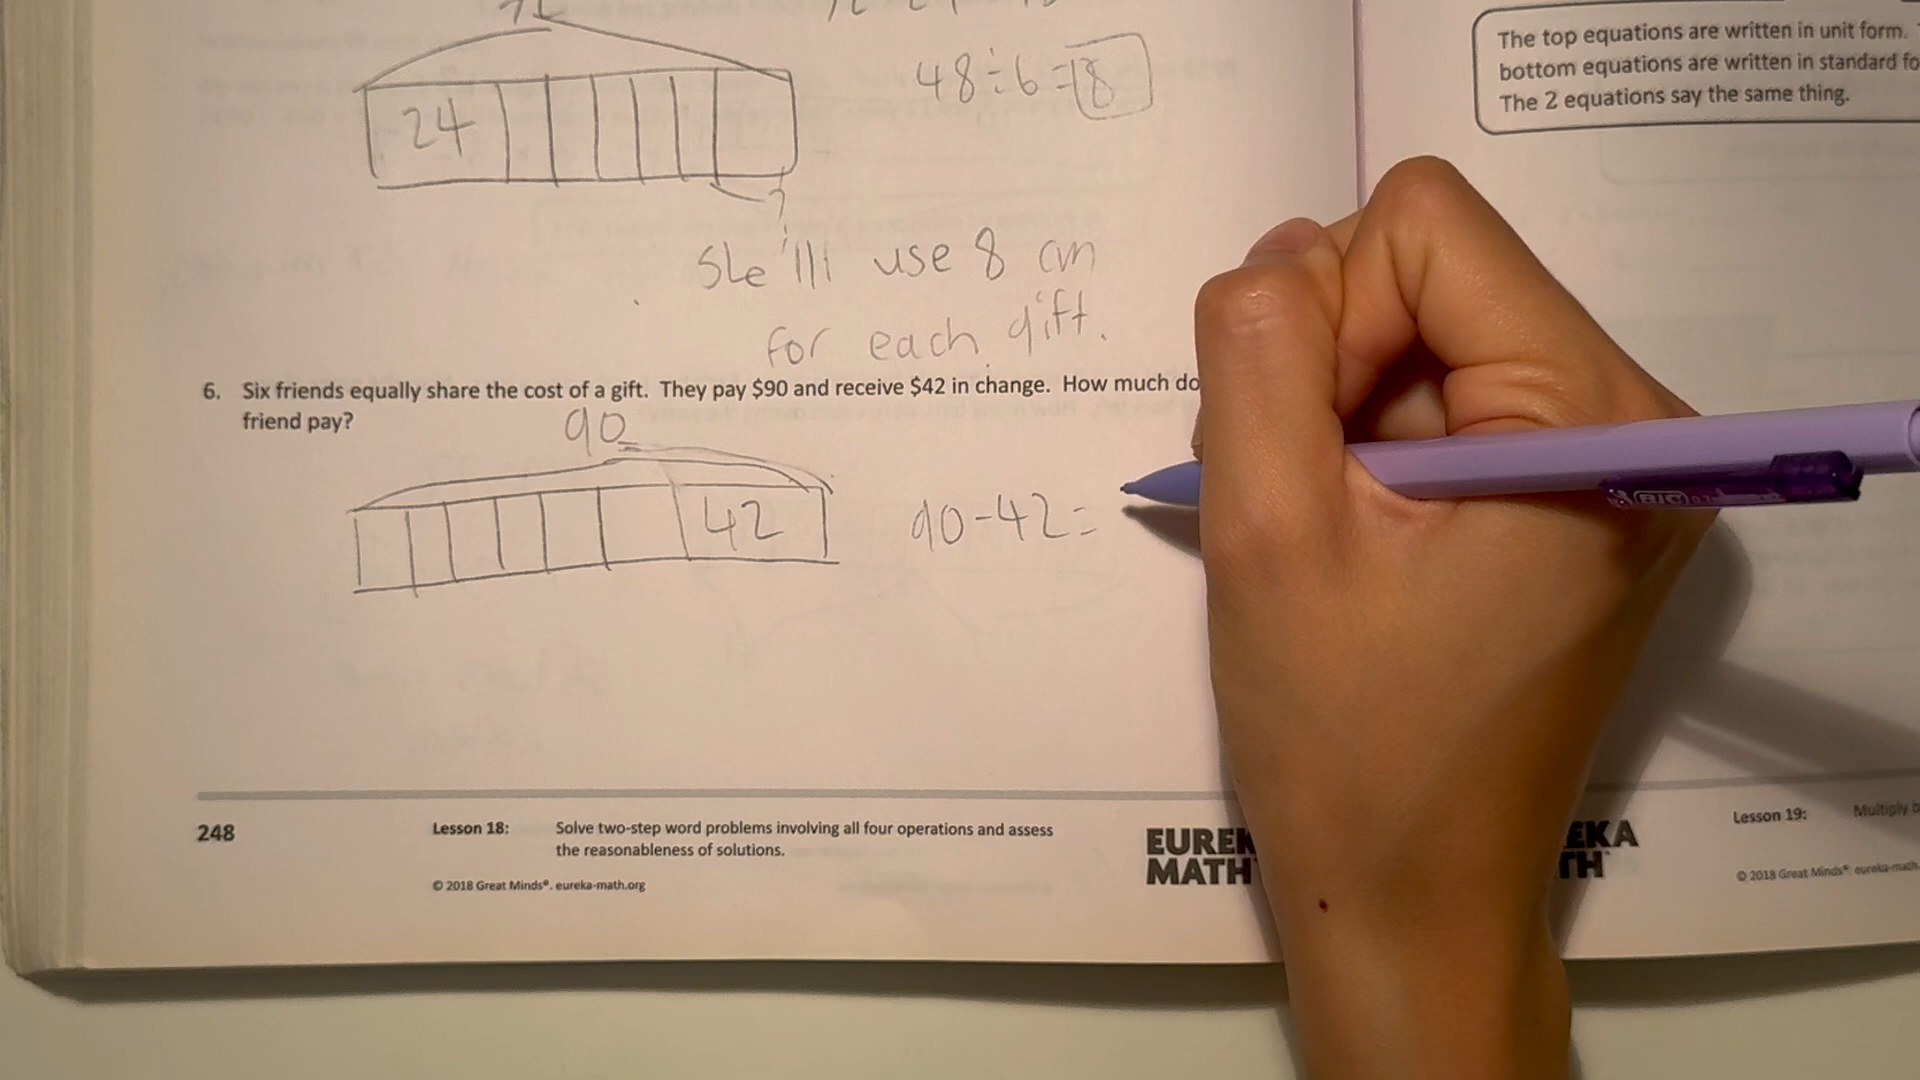 48÷6=8
24
?
she'll use 8 cm
for each gift.
6. Six friends equally share the cost of a gift. They pay $90 and receive $42 in change. How much do
friend pay?
90
42
90-42=
248
Lesson 18:
Solve two-step word problems involving all four operations and assess
the reasonableness of solutions.
© 2018 Great Minds®. eureka-math.org
EUREK
MATH
The top equations are written in unit form.
bottom equations are written in standard fo
The 2 equations say the same thing.
BIC
EKA
TH
Lesson 19: Multiply b
© 2018 Great Minds®. eureka-math.